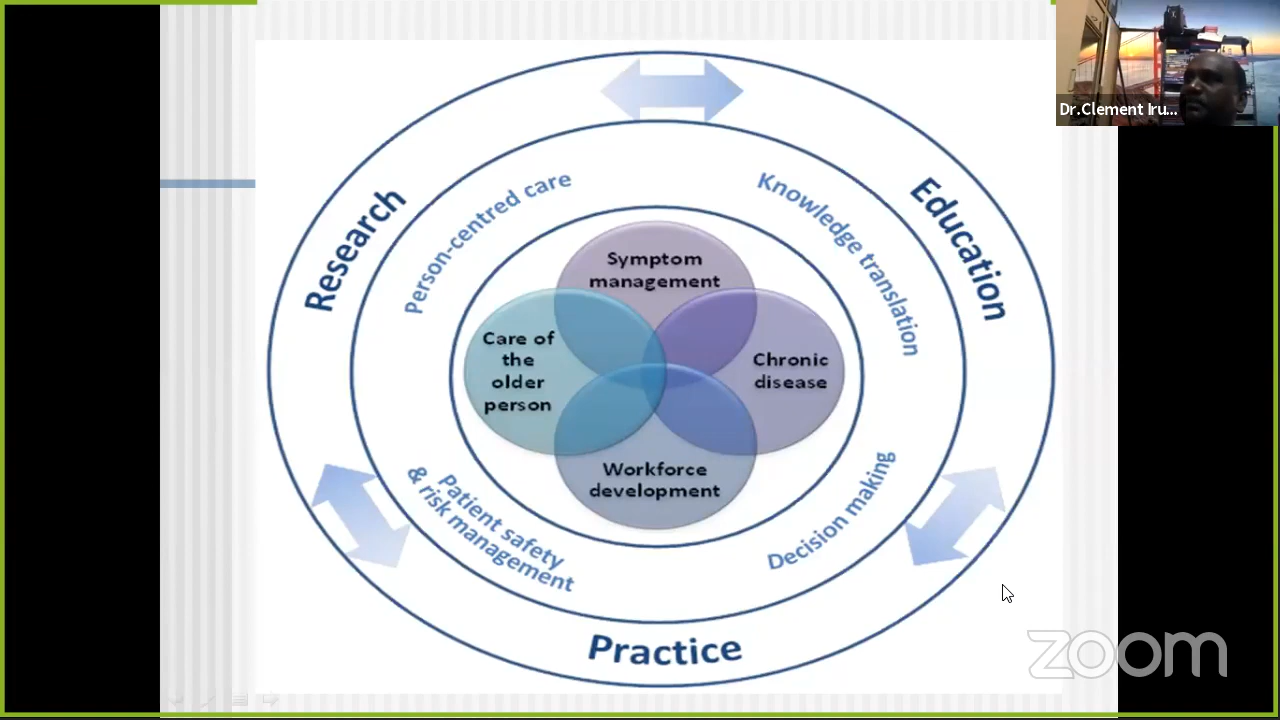 Dr.Clement Iru...
Research
Education
Person-centred care
Knowledge translation
Symptom
management
Care of
the
older
person
Chronic
disease
Workforce
development
Patient safety
& risk management
Decision making
Practice
zoom